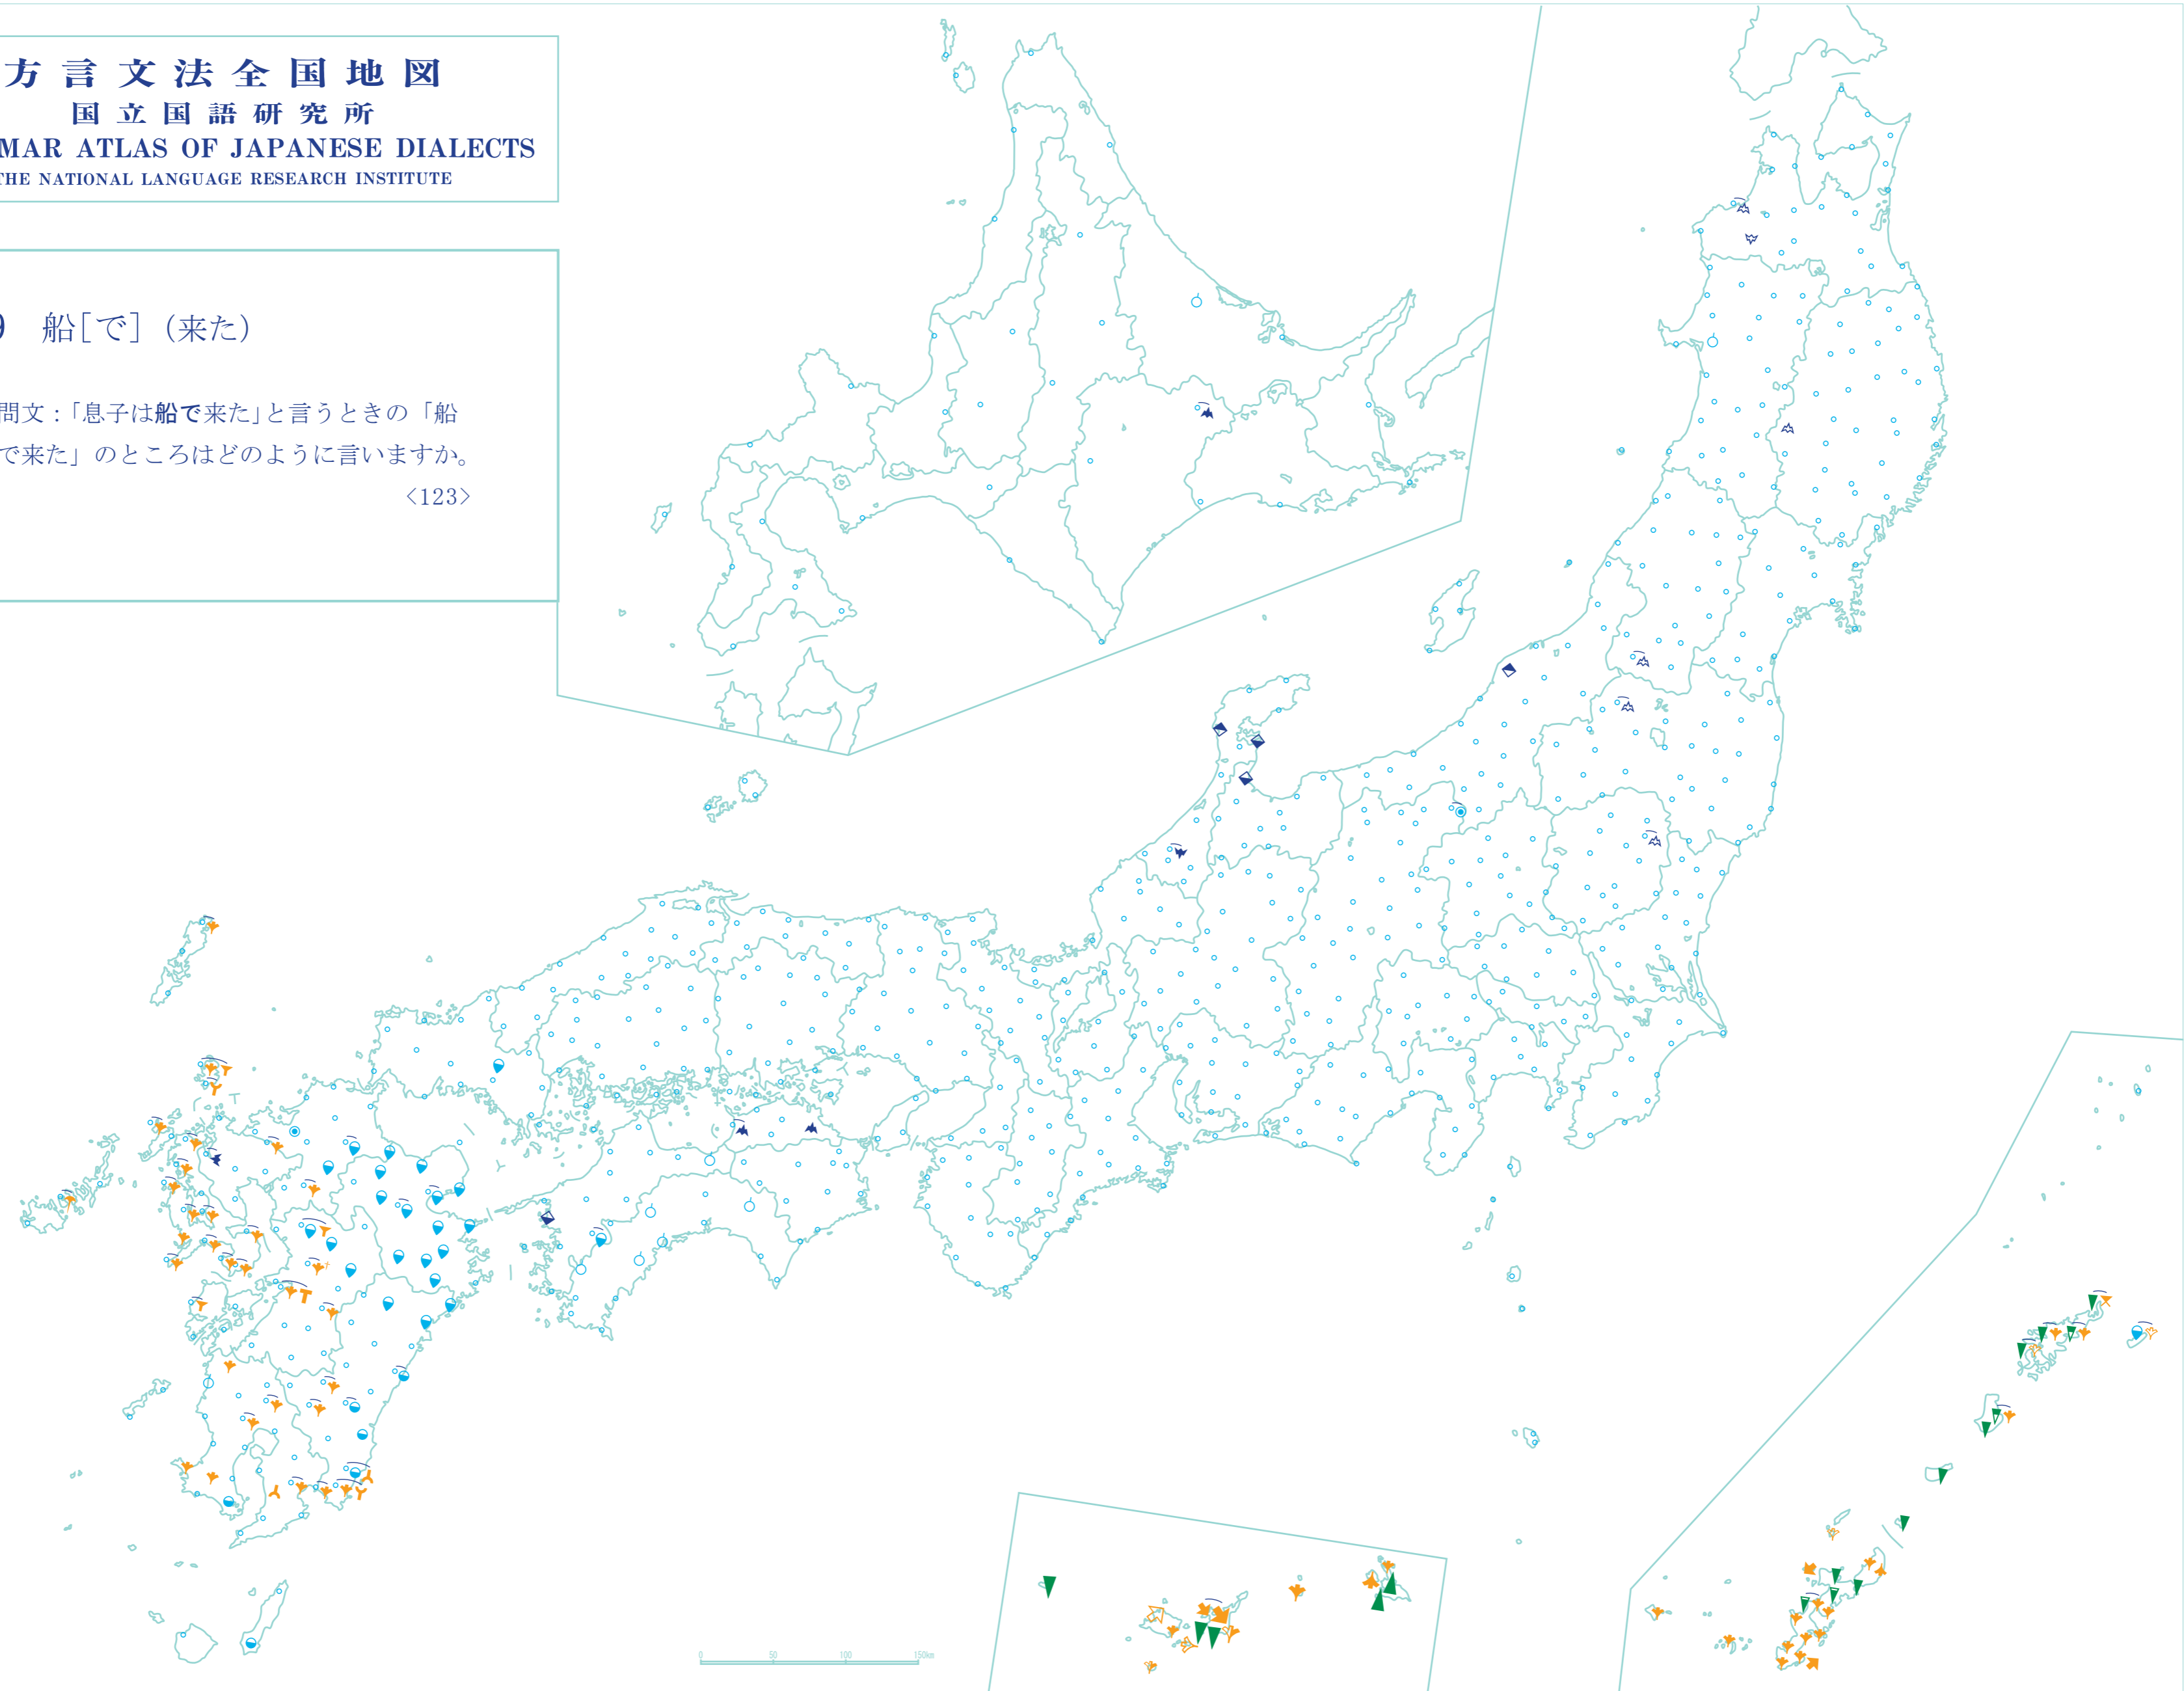 方言文法全国地図
国立国語研究所
MAR ATLAS OF JAPANESE DIALECTS
THE NATIONAL LANGUAGE RESEARCH INSTITUTE
9 船[で](来た)
問文:「息子は船で来た」と言うときの「船
で来た」のところはどのように言いますか。
<123>
0 50 100 150km